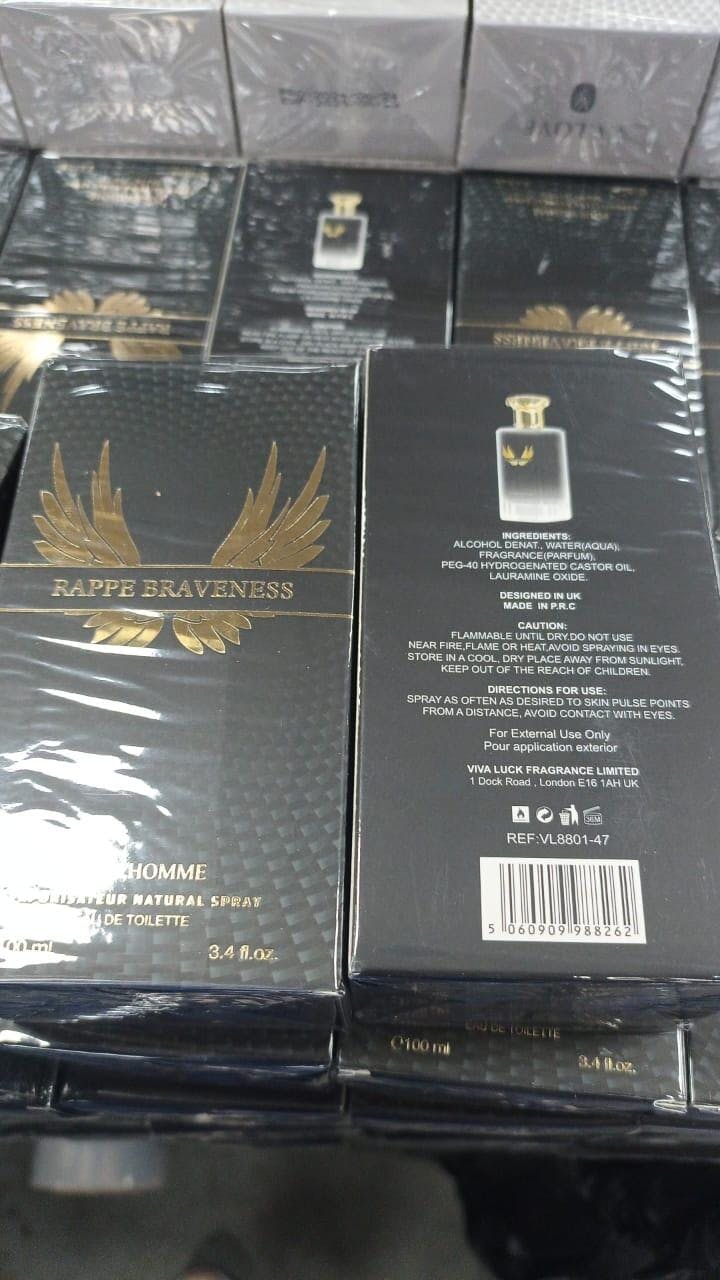 RAPPE BRAVENESS
RAPPE BRAVENESS
HOMME
NATURAL SPRAY
DE TOILETTE
3.4 fl.oz.
INGREDIENTS:
ALCOHOL DENAT., WATER(AQUA),
FRAGRANCE(PARFUM),
PEG-40 HYDROGENATED CASTOR OIL,
LAURAMINE OXIDE.
DESIGNED IN UK
MADE IN P.R.C
CAUTION:
FLAMMABLE UNTIL DRY.DO NOT USE
NEAR FIRE,FLAME OR HEAT,AVOID SPRAYING IN EYES.
STORE IN A COOL, DRY PLACE AWAY FROM SUNLIGHT,
KEEP OUT OF THE REACH OF CHILDREN.
DIRECTIONS FOR USE:
SPRAY AS OFTEN AS DESIRED TO SKIN PULSE POINTS
FROM A DISTANCE, AVOID CONTACT WITH EYES.
For External Use Only
Pour application exterior
VIVA LUCK FRAGRANCE LIMITED
1 Dock Road , London E16 1AH UK
36M
REF:VL8801-47
5 060909 988262
EAU DE TOILETTE
℮100 ml
3.4 fl.oz.